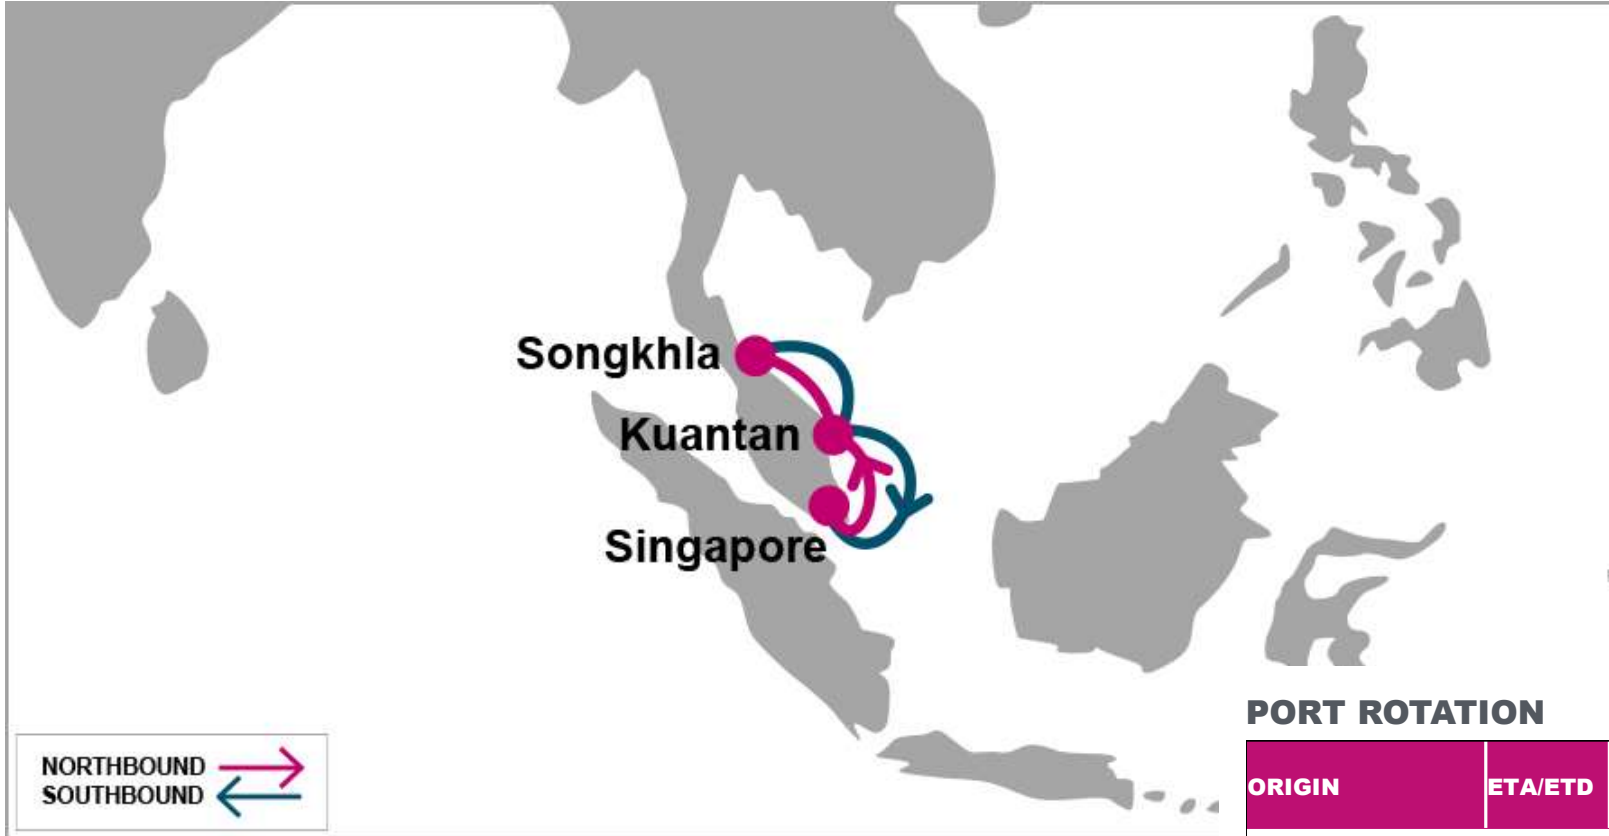 Songkhla
Kuantan
Singapore
NORTHBOUND
SOUTHBOUND
PORT ROTATION
ORIGIN ETA/ETD